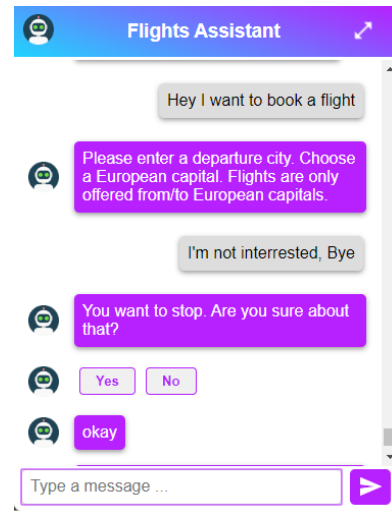 Flights Assistant
Hey I want to book a flight
Please enter a departure city. Choose
a European capital. Flights are only
offered from/to European capitals.
I'm not interrested, Bye
You want to stop. Are you sure about
that?
Yes No
okay
Type a message ...